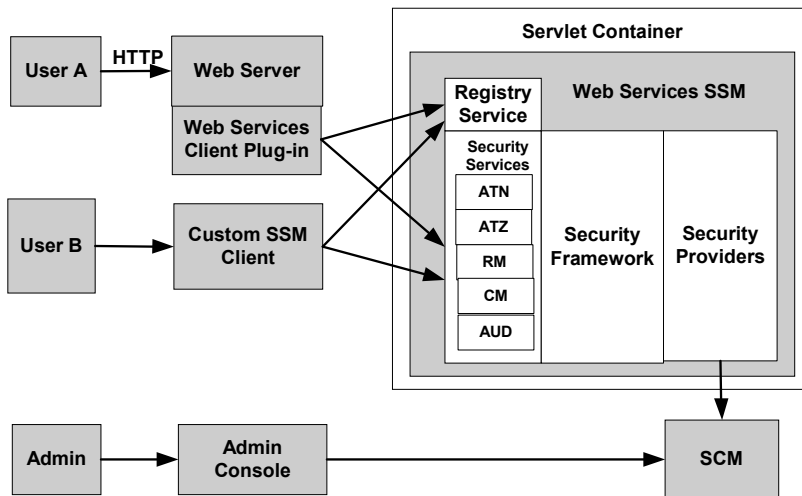 Servlet Container
User A
HTTP
Web Server
Web Services
Client Plug-in
Web Services SSM
Registry
Service
Security
Services
ATN
ATZ
RM
CM
AUD
Security
Framework
Security
Providers
User B
Custom SSM
Client
Admin
Admin
Console
SCM